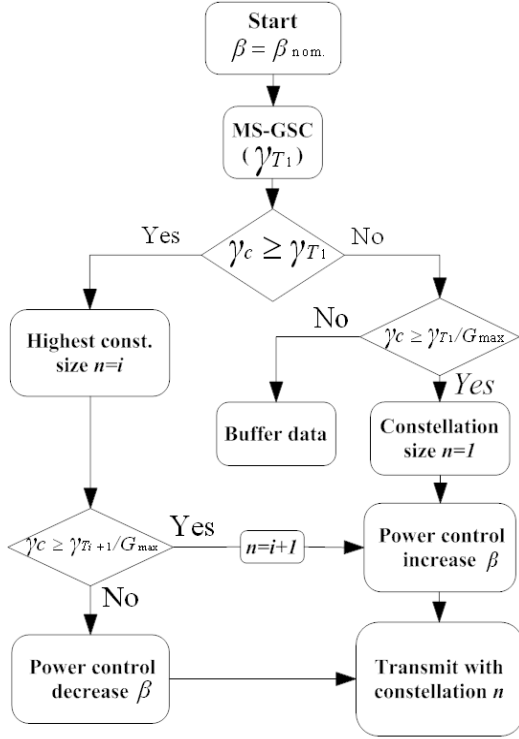 Start
β = β nom.
MS-GSC
(γT1)
Yes
γc ≥ γT1
No
Highest const.
size n=i
No
γc ≥ γT1/Gmax
Yes
Buffer data
Constellation
size n=1
γc ≥ γTi+1/Gmax
Yes
n=i+1
Power control
increase β
No
Power control
decrease β
Transmit with
constellation n